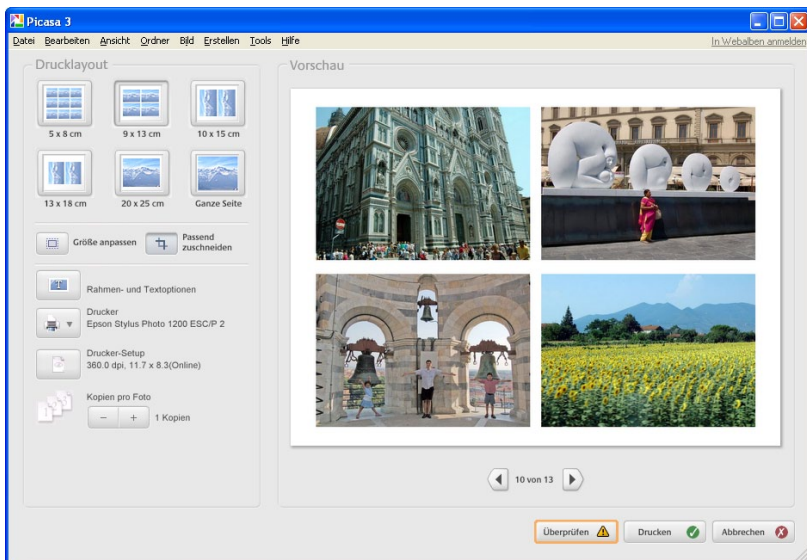 Picasa 3
Datei Bearbeiten Ansicht Ordner Bild Erstellen Tools Hilfe
In Webalben anmelden
Drucklayout
5 x 8 cm
9 x 13 cm
10 x 15 cm
13 x 18 cm
20 x 25 cm
Ganze Seite
Größe anpassen
Passend
zuschneiden
T
Rahmen- und Textoptionen
Drucker
Epson Stylus Photo 1200 ESC/P 2
Drucker-Setup
360.0 dpi, 11.7 x 8.3(Online)
Kopien pro Foto
1 Kopien
Vorschau
10 von 13
Überprüfen
Drucken
Abbrechen